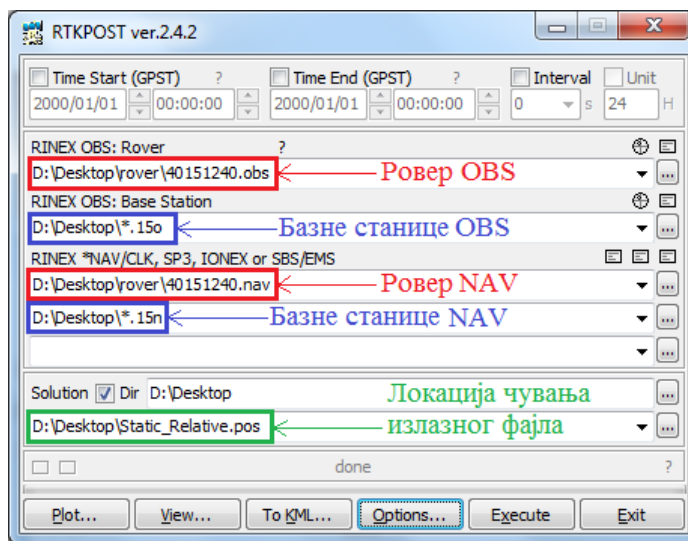 RTKPOST ver.2.4.2
Time Start (GPST) ? Time End (GPST) ? Interval Unit
2000/01/01 00:00:00 2000/01/01 00:00:00 0 s 24 H
RINEX OBS: Rover ?
D:\Desktop\rover\40151240.obs Ровер OBS
RINEX OBS: Base Station
D:\Desktop\*.15o Базне станице OBS
RINEX *NAV/CLK, SP3, IONEX or SBS/EMS
D:\Desktop\rover\40151240.nav Ровер NAV
D:\Desktop\*.15n Базне станице NAV
Solution Dir D:\Desktop Локација чувања
D:\Desktop\Static_Relative.pos излазног фајла
done ?
Plot... View... To KML... Options... Execute Exit